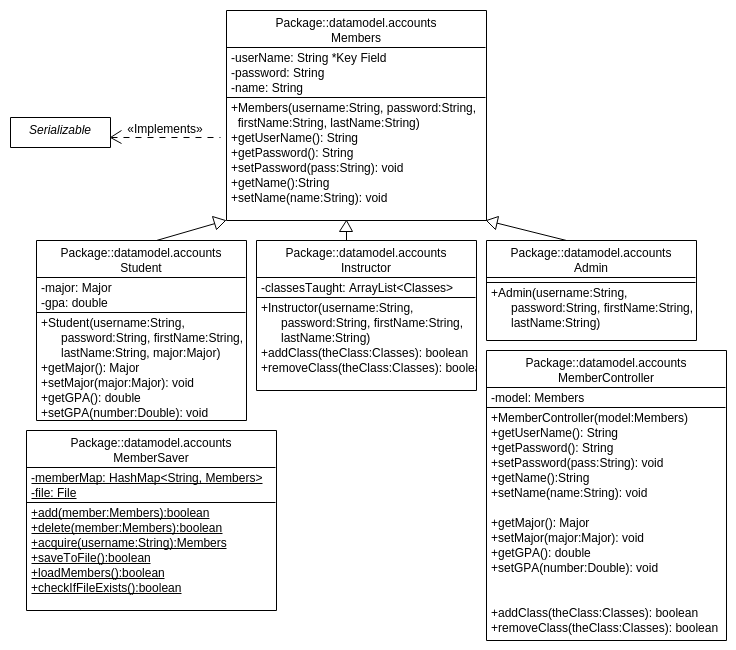 Package::datamodel.accounts
Members
-userName: String *Key Field
-password: String
-name: String
+Members(username:String, password:String,
firstName:String, lastName:String)
+getUserName(): String
+getPassword(): String
+setPassword(pass:String): void
+getName():String
+setName(name:String): void
Serializable
«Implements»
Package::datamodel.accounts
Student
-major: Major
-gpa: double
+Student(username:String,
password:String, firstName:String,
lastName:String, major:Major)
+getMajor(): Major
+setMajor(major:Major): void
+getGPA(): double
+setGPA(number:Double): void
Package::datamodel.accounts
Instructor
-classesTaught: ArrayList<Classes>
+Instructor(username:String,
password:String, firstName:String,
lastName:String)
+addClass(theClass:Classes): boolean
+removeClass(theClass:Classes): boolea
Package::datamodel.accounts
Admin
+Admin(username:String,
password:String, firstName:String,
lastName:String)
Package::datamodel.accounts
MemberSaver
-memberMap: HashMap<String, Members>
-file: File
+add(member:Members):boolean
+delete(member:Members):boolean
+acquire(username:String):Members
+saveToFile():boolean
+loadMembers():boolean
+checkIfFileExists():boolean
Package::datamodel.accounts
MemberController
-model: Members
+MemberController(model:Members)
+getUserName(): String
+getPassword(): String
+setPassword(pass:String): void
+getName():String
+setName(name:String): void
+getMajor(): Major
+setMajor(major:Major): void
+getGPA(): double
+setGPA(number:Double): void
+addClass(theClass:Classes): boolean
+removeClass(theClass:Classes): boolean